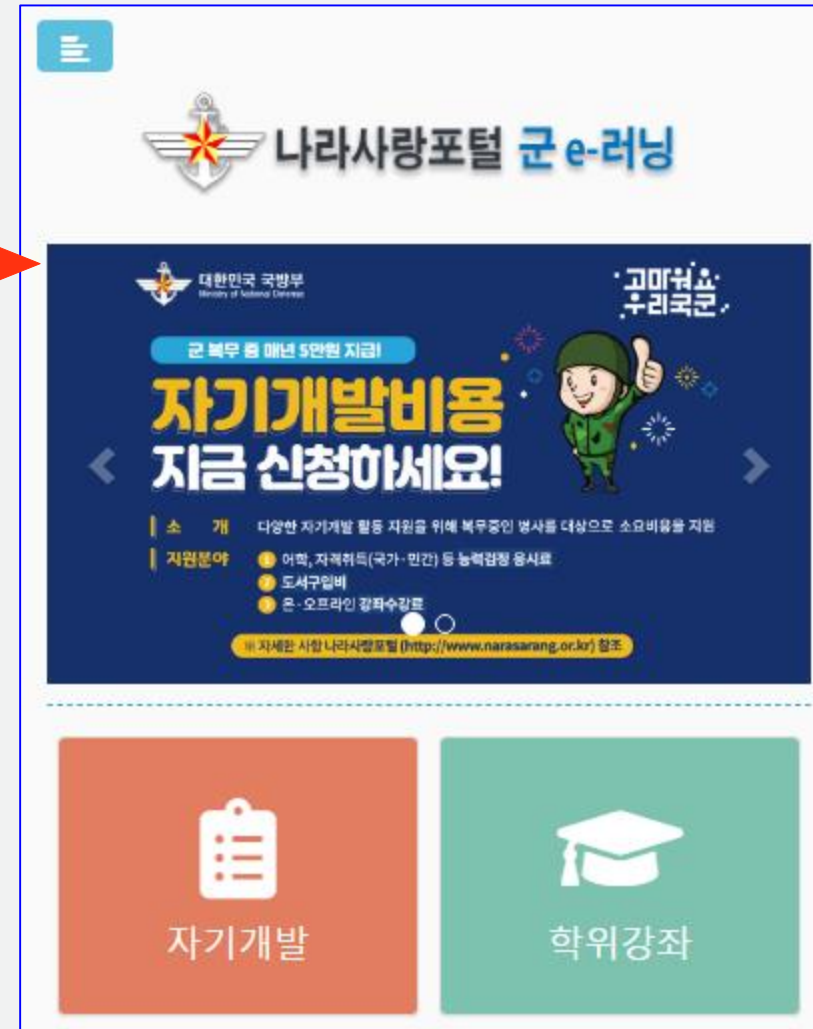 나라사랑포털 군 e-러닝
대한민국 국방부
Ministry of National Defense
고마워요
우리국군
군 복무 중 매년 5만원 지급!
자기개발비용
지금 신청하세요!
소 개 다양한 자기개발 활동 지원을 위해 복무중인 병사를 대상으로 소요비용을 지원
지원분야 1 어학, 자격취득(국가·민간) 등 능력검정 응시료
2 도서구입비
3 온·오프라인 강좌수강료
※ 자세한 사항 나라사랑포털 (http://www.narasarang.or.kr) 참조
자기개발 학위강좌